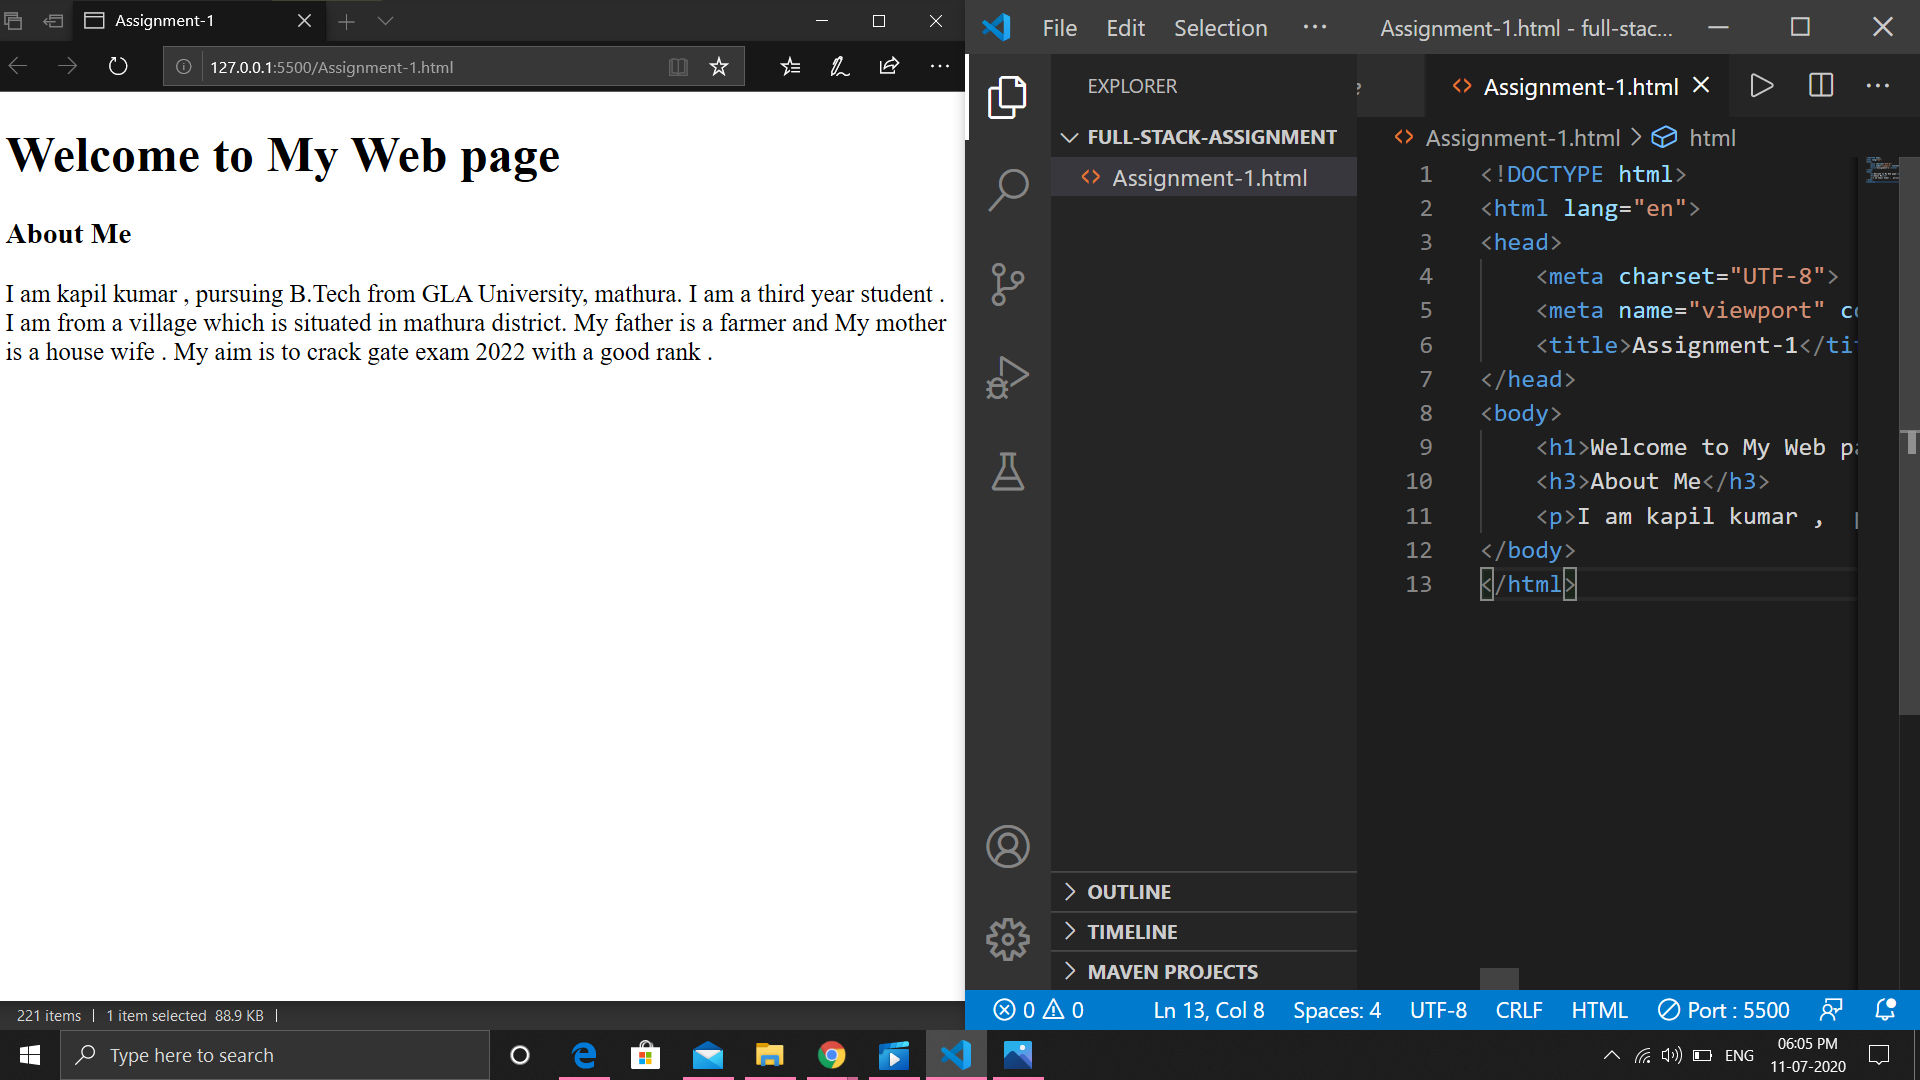 Assignment-1
127.0.0.1:5500/Assignment-1.html
Welcome to My Web page
About Me
I am kapil kumar , pursuing B.Tech from GLA University, mathura. I am a third year student .
I am from a village which is situated in mathura district. My father is a farmer and My mother
is a house wife . My aim is to crack gate exam 2022 with a good rank .
221 items | 1 item selected 88.9 KB |
File Edit Selection ··· Assignment-1.html - full-stac...
EXPLORER
FULL-STACK-ASSIGNMENT
Assignment-1.html
OUTLINE
TIMELINE
MAVEN PROJECTS
Assignment-1.html
Assignment-1.html > html
1 <!DOCTYPE html>
2 <html lang="en">
3 <head>
4 <meta charset="UTF-8">
5 <meta name="viewport"
6 <title>Assignment-1</
7 </head>
8 <body>
9 <h1>Welcome to My Web
10 <h3>About Me</h3>
11 <p>I am kapil kumar ,
12 </body>
13 </html>
0 0 Ln 13, Col 8 Spaces: 4 UTF-8 CRLF HTML Port : 5500
Type here to search
ENG
06:05 PM
11-07-2020